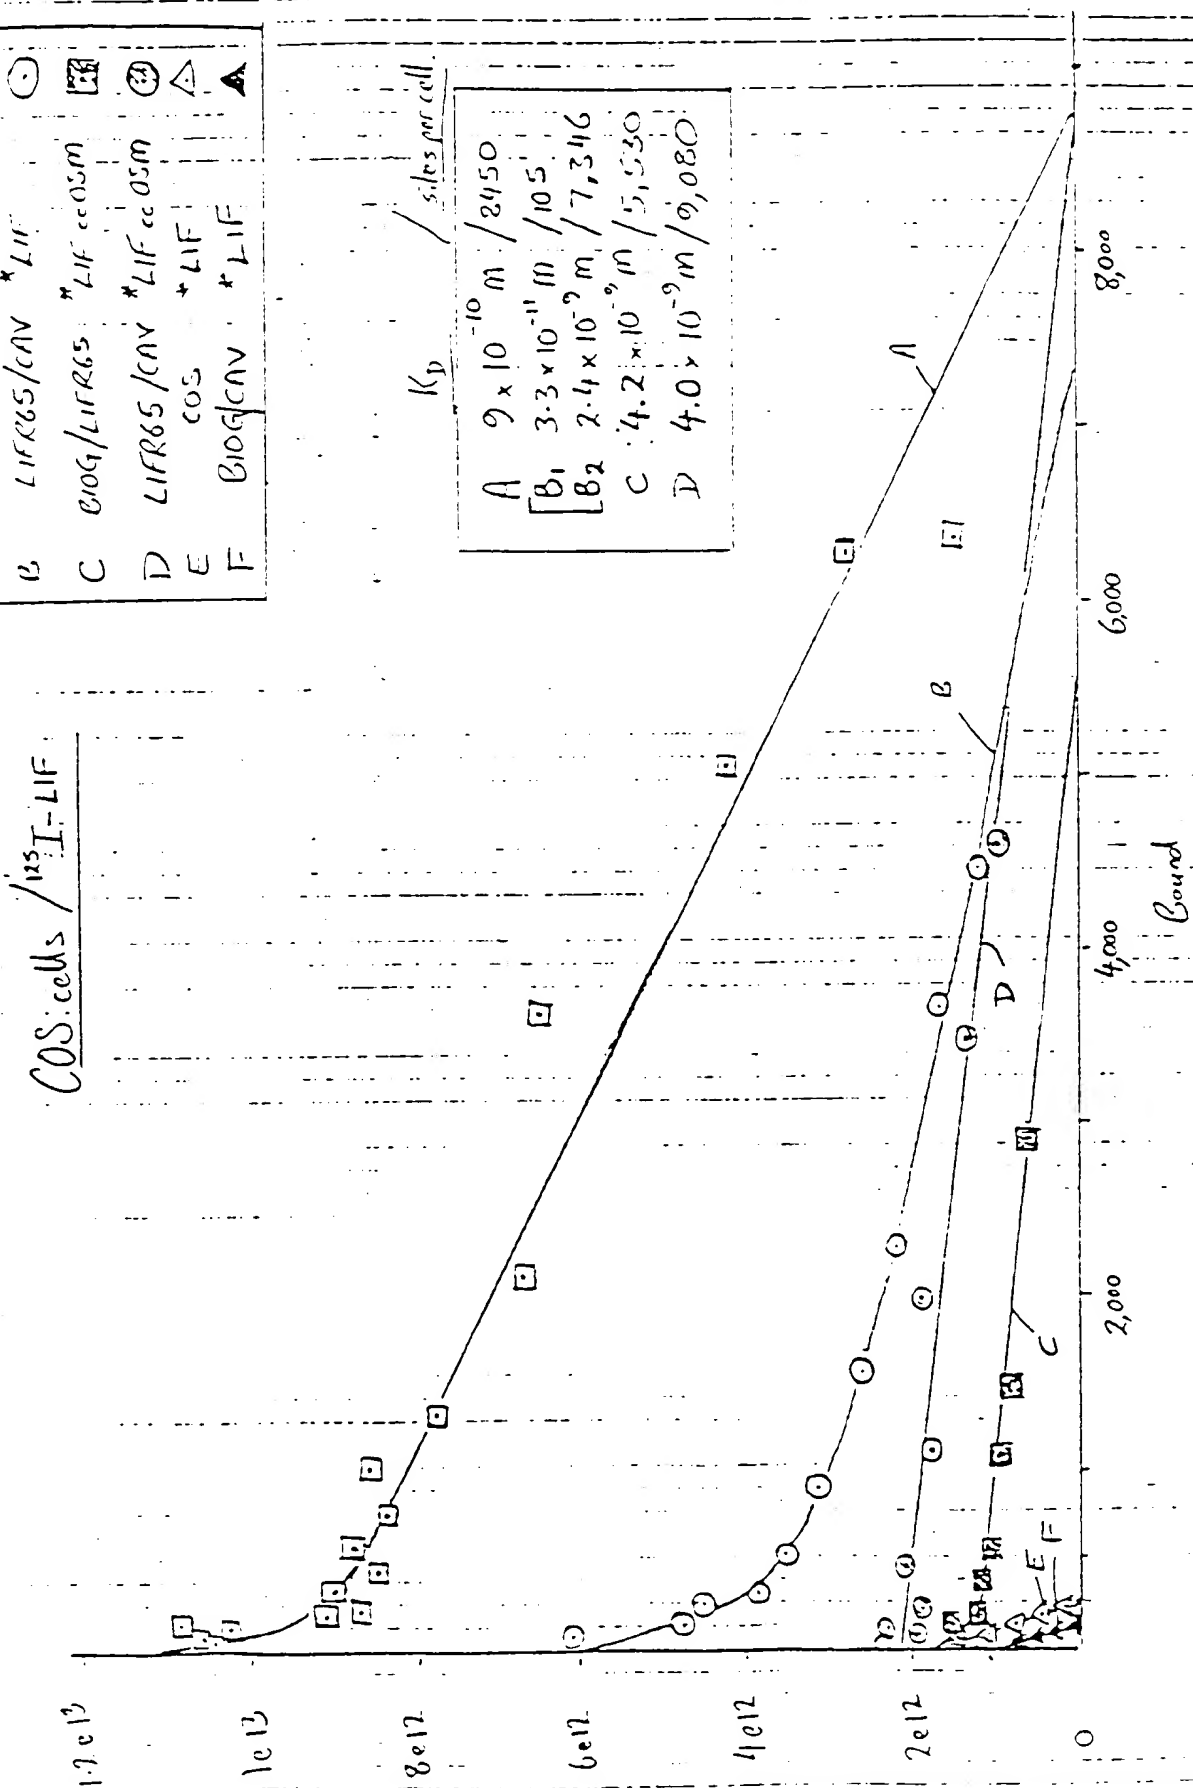 B LIFR65/CAV *LIF
C BIOG/LIFR65 *LIF cc OSM
D LIFR65/CAV *LIF cc OSM
E COS *LIF
F BIOG/CAV *LIF
COS cells / 125I-LIF
KD / sites per cell
A 9 x 10-10 m / 2450
B1 3.3 x 10-11 m / 105
B2 2.4 x 10-9 m / 7,346
C 4.2 x 10-9 m / 5,530
D 4.0 x 10-9 m / 9,080
1.2e13
1e13
8e12
6e12
4e12
2e12
0
A
B
D
C
E
F
2,000
4,000
6,000
8,000
Bound